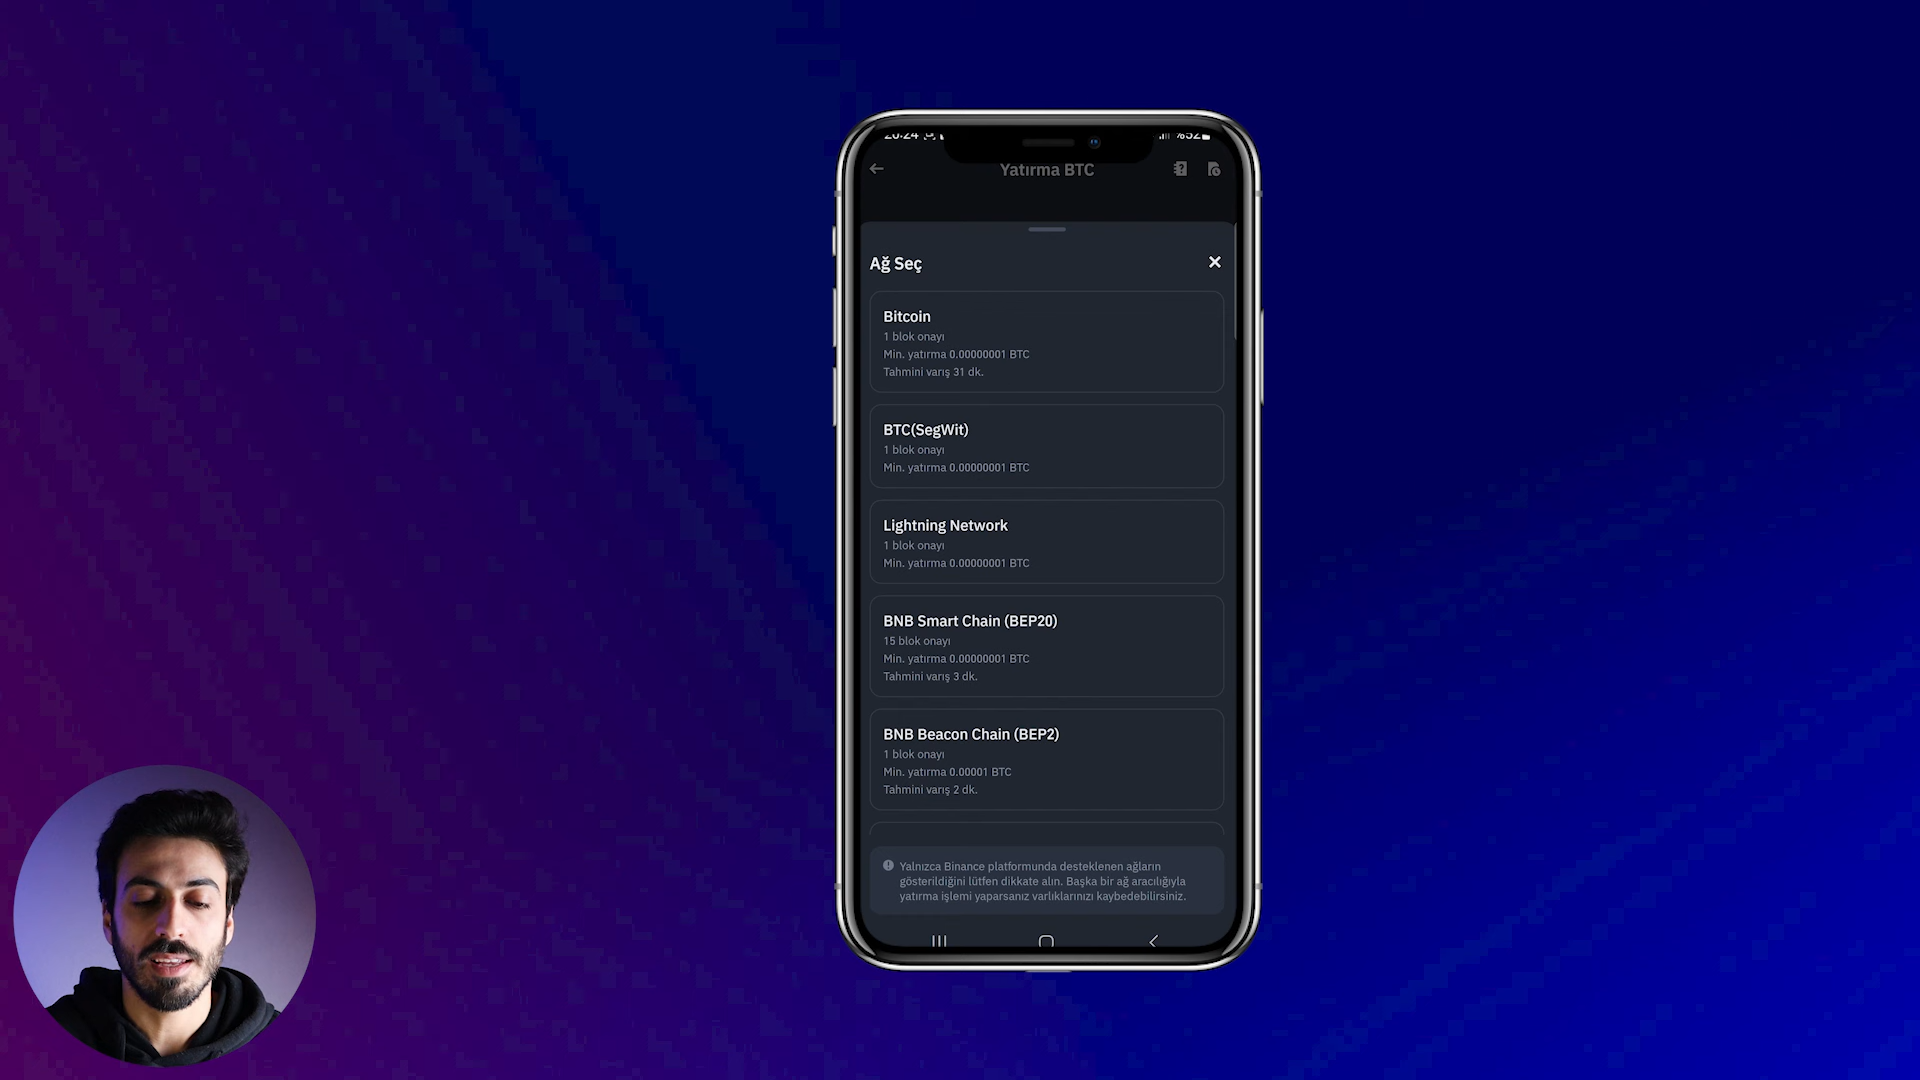 20:24
%52
Yatırma BTC
Ağ Seç
Bitcoin
1 blok onayı
Min. yatırma 0.00000001 BTC
Tahmini varış 31 dk.
BTC(SegWit)
1 blok onayı
Min. yatırma 0.00000001 BTC
Lightning Network
1 blok onayı
Min. yatırma 0.00000001 BTC
BNB Smart Chain (BEP20)
15 blok onayı
Min. yatırma 0.00000001 BTC
Tahmini varış 3 dk.
BNB Beacon Chain (BEP2)
1 blok onayı
Min. yatırma 0.00001 BTC
Tahmini varış 2 dk.
Yalnızca Binance platformunda desteklenen ağların
gösterildiğini lütfen dikkate alın. Başka bir ağ aracılığıyla
yatırma işlemi yaparsanız varlıklarınızı kaybedebilirsiniz.